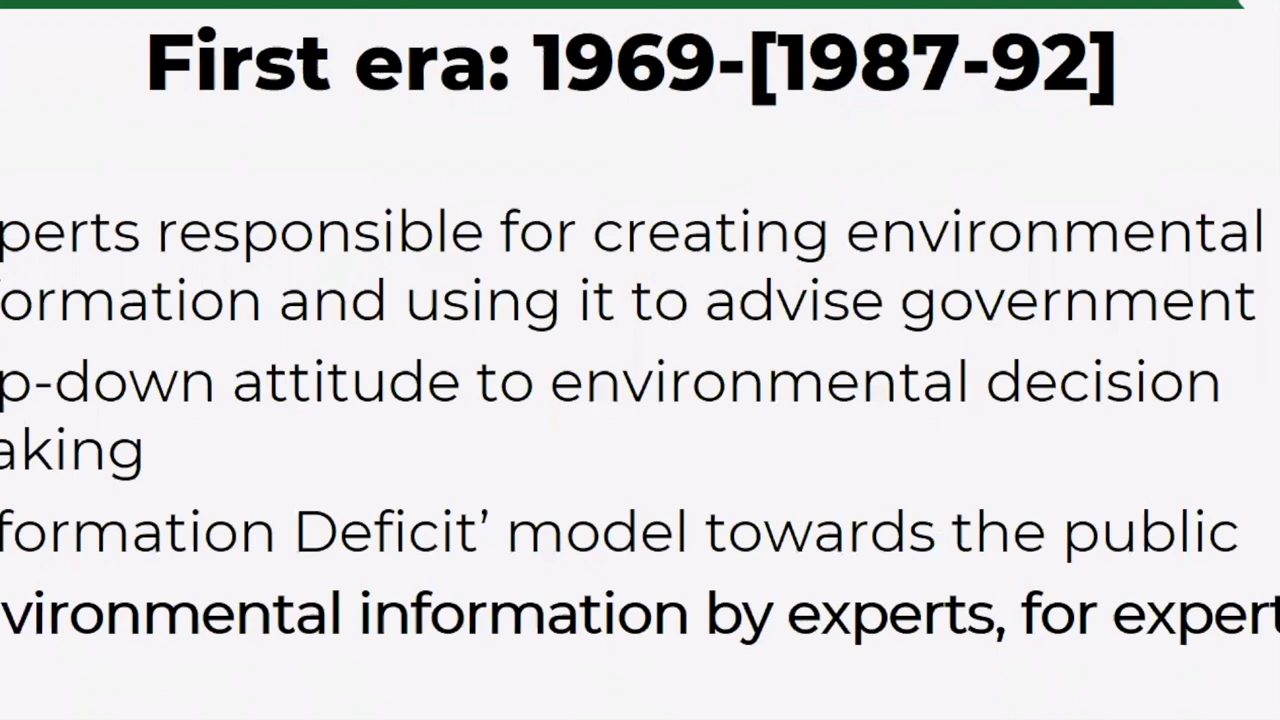 First era: 1969-[1987-92]
perts responsible for creating environmental
ormation and using it to advise government
p-down attitude to environmental decision
aking
formation Deficit’ model towards the public
vironmental information by experts, for expert